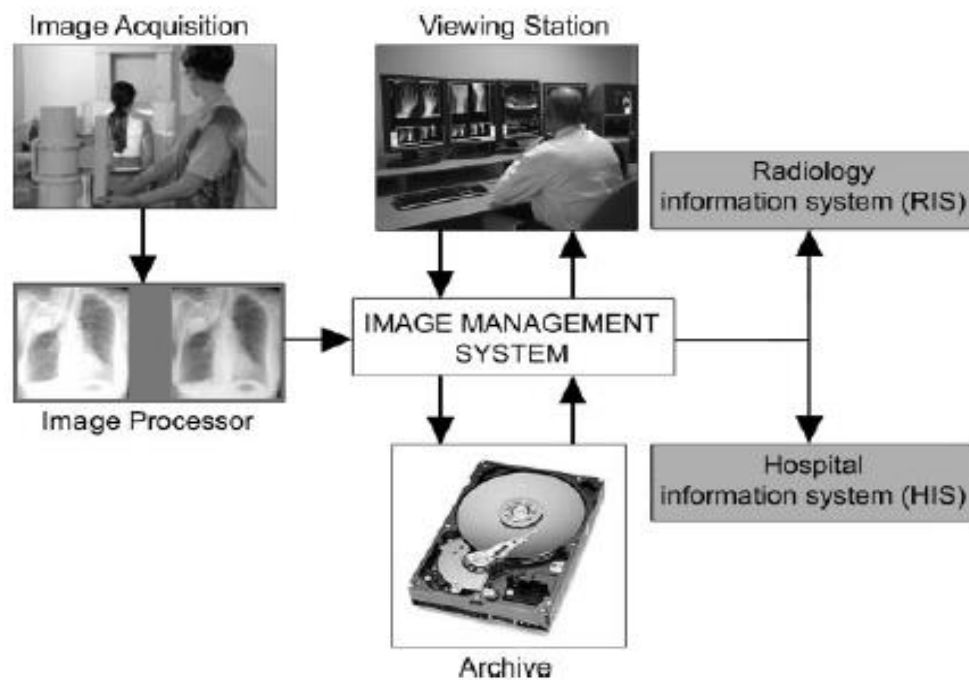 Image Acquisition
Viewing Station
Radiology
information system (RIS)
IMAGE MANAGEMENT
SYSTEM
Image Processor
Hospital
information system (HIS)
Archive